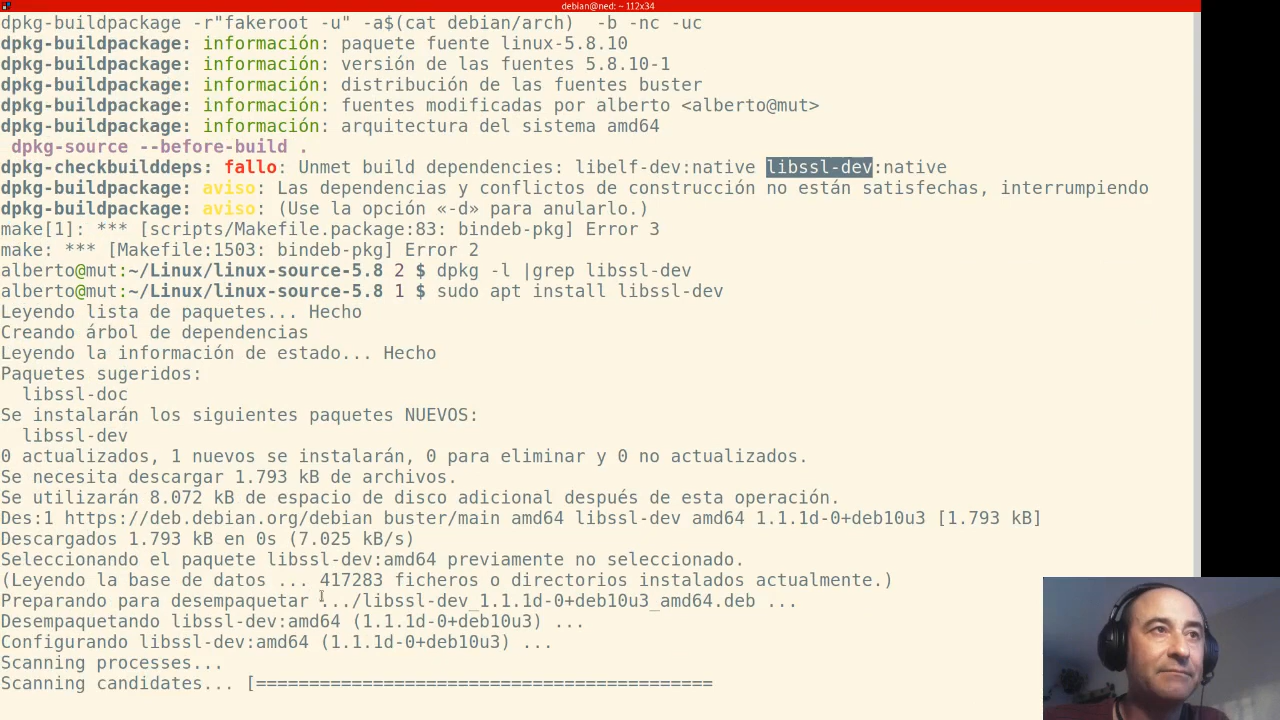 debian@ned: ~ 112x34
dpkg-buildpackage -r"fakeroot -u" -a$(cat debian/arch)  -b -nc -uc
dpkg-buildpackage: información: paquete fuente linux-5.8.10
dpkg-buildpackage: información: versión de las fuentes 5.8.10-1
dpkg-buildpackage: información: distribución de las fuentes buster
dpkg-buildpackage: información: fuentes modificadas por alberto <alberto@mut>
dpkg-buildpackage: información: arquitectura del sistema amd64
 dpkg-source --before-build .
dpkg-checkbuilddeps: fallo: Unmet build dependencies: libelf-dev:native libssl-dev:native
dpkg-buildpackage: aviso: Las dependencias y conflictos de construcción no están satisfechas, interrumpiendo
dpkg-buildpackage: aviso: (Use la opción «-d» para anularlo.)
make[1]: *** [scripts/Makefile.package:83: bindeb-pkg] Error 3
make: *** [Makefile:1503: bindeb-pkg] Error 2
alberto@mut:~/Linux/linux-source-5.8 2 $ dpkg -l |grep libssl-dev
alberto@mut:~/Linux/linux-source-5.8 1 $ sudo apt install libssl-dev
Leyendo lista de paquetes... Hecho
Creando árbol de dependencias
Leyendo la información de estado... Hecho
Paquetes sugeridos:
  libssl-doc
Se instalarán los siguientes paquetes NUEVOS:
  libssl-dev
0 actualizados, 1 nuevos se instalarán, 0 para eliminar y 0 no actualizados.
Se necesita descargar 1.793 kB de archivos.
Se utilizarán 8.072 kB de espacio de disco adicional después de esta operación.
Des:1 https://deb.debian.org/debian buster/main amd64 libssl-dev amd64 1.1.1d-0+deb10u3 [1.793 kB]
Descargados 1.793 kB en 0s (7.025 kB/s)
Seleccionando el paquete libssl-dev:amd64 previamente no seleccionado.
(Leyendo la base de datos ... 417283 ficheros o directorios instalados actualmente.)
Preparando para desempaquetar .../libssl-dev_1.1.1d-0+deb10u3_amd64.deb ...
Desempaquetando libssl-dev:amd64 (1.1.1d-0+deb10u3) ...
Configurando libssl-dev:amd64 (1.1.1d-0+deb10u3) ...
Scanning processes...
Scanning candidates... [===========================================